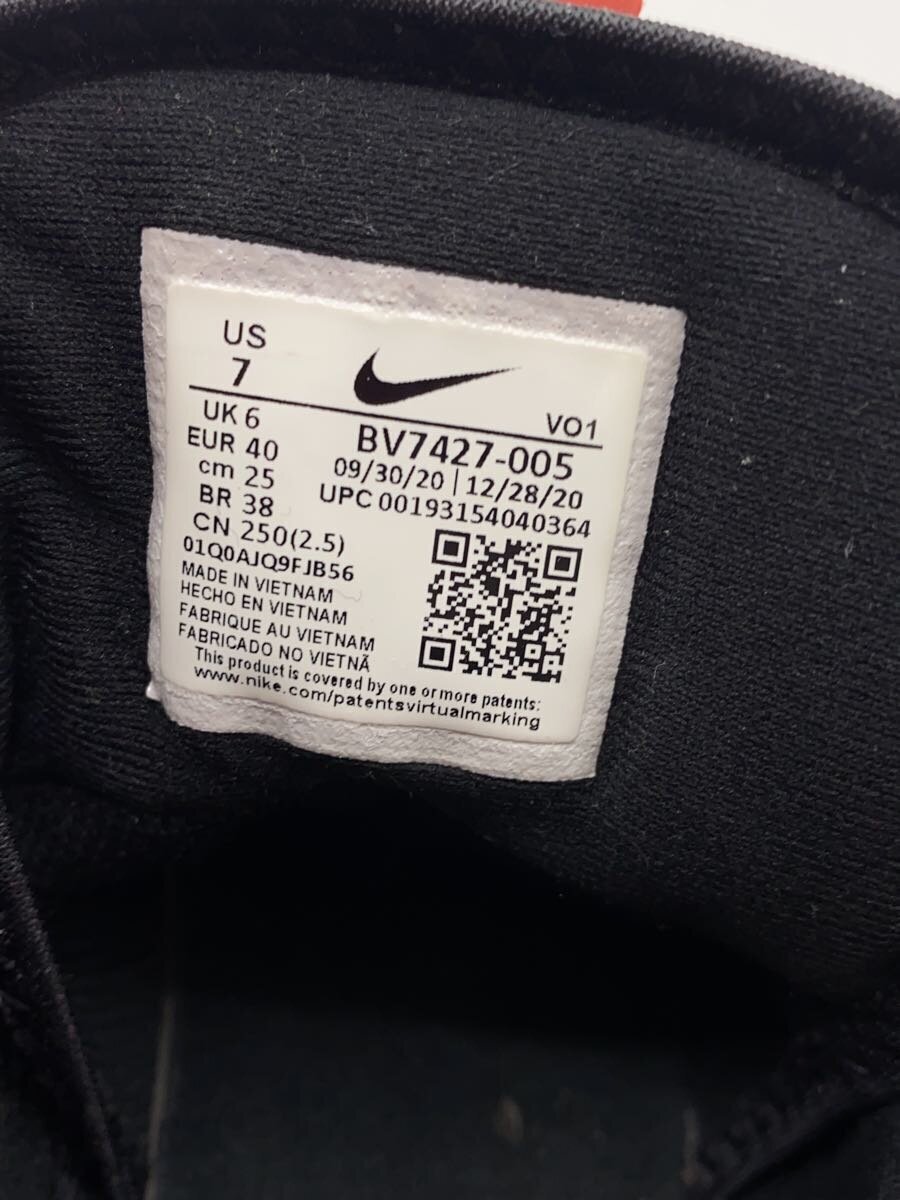 US
7
VO1
UK 6
EUR 40
cm 25
BR 38
CN 250(2.5)
01Q0AJQ9FJB56
BV7427-005
09/30/20 | 12/28/20
UPC 00193154040364
MADE IN VIETNAM
HECHO EN VIETNAM
FABRIQUE AU VIETNAM
FABRICADO NO VIETNÃ
This product is covered by one or more patents:
www.nike.com/patentsvirtualmarking